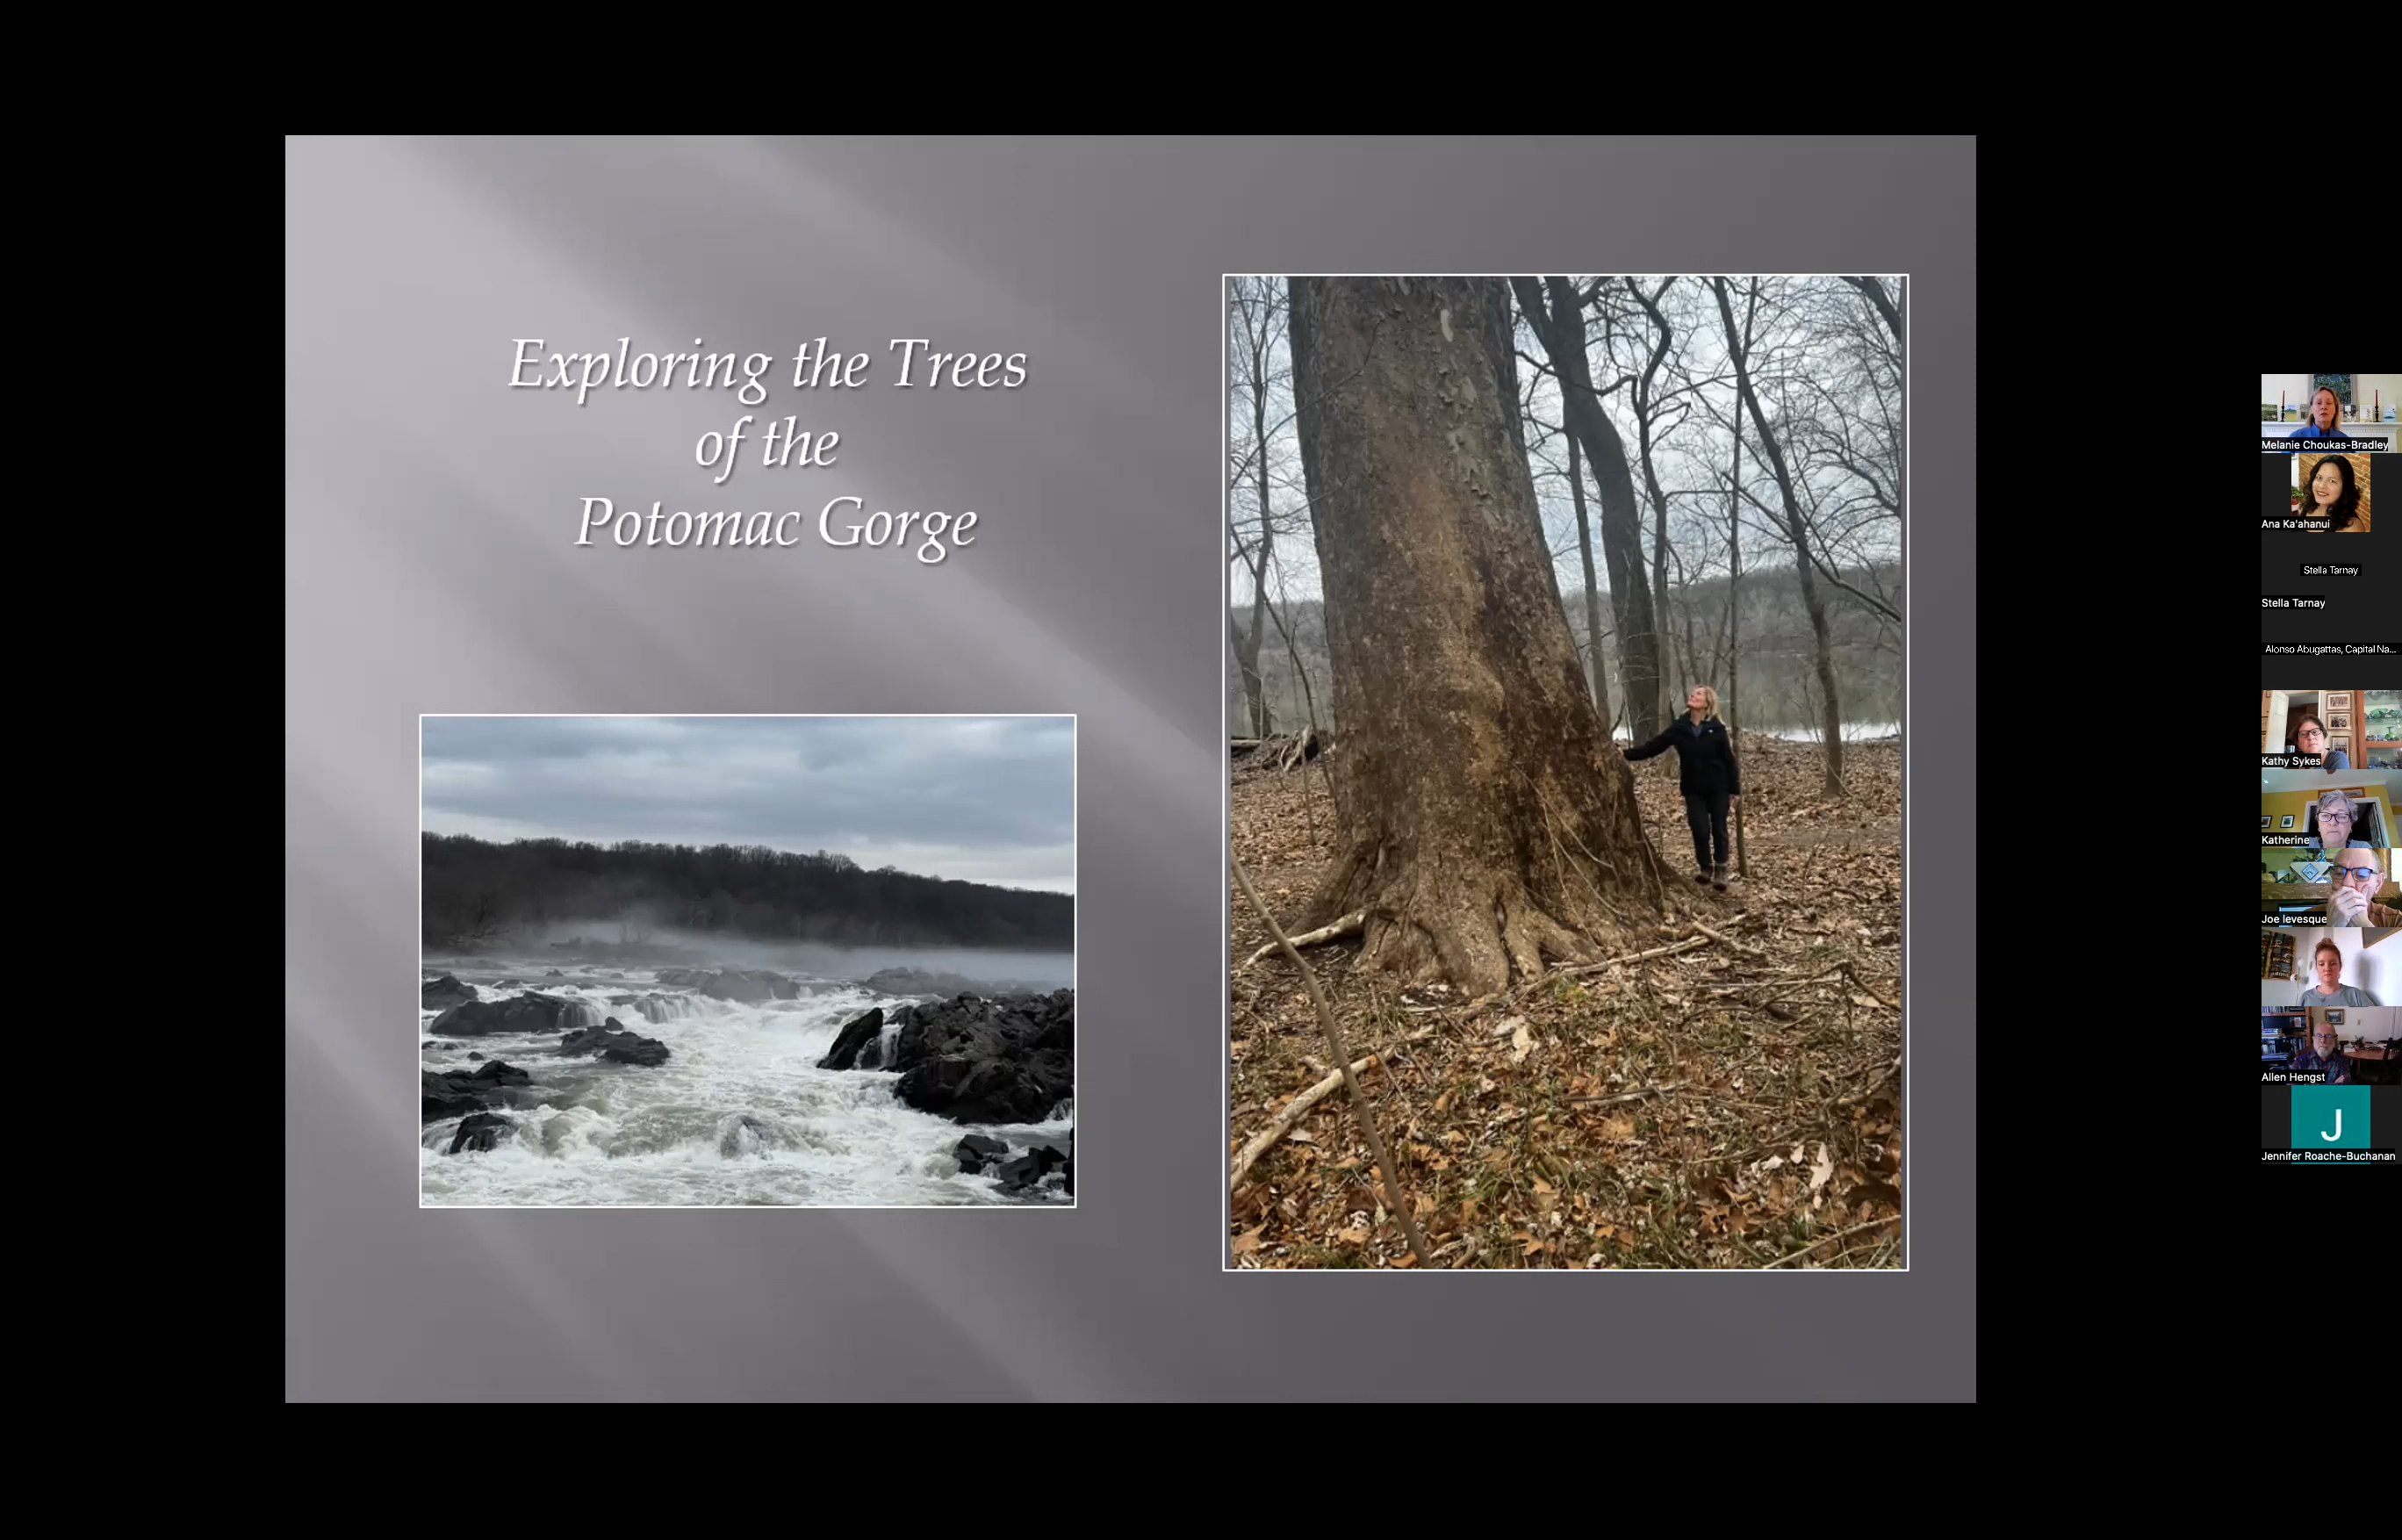 Exploring the Trees
of the
Potomac Gorge
Melanie Choukas-Bradley
Ana Ka'ahanui
Stella Tarnay
Stella Tarnay
Alonso Abugattas, Capital Na...
Kathy Sykes
Katherine
Joe levesque
Allen Hengst
J
Jennifer Roache-Buchanan